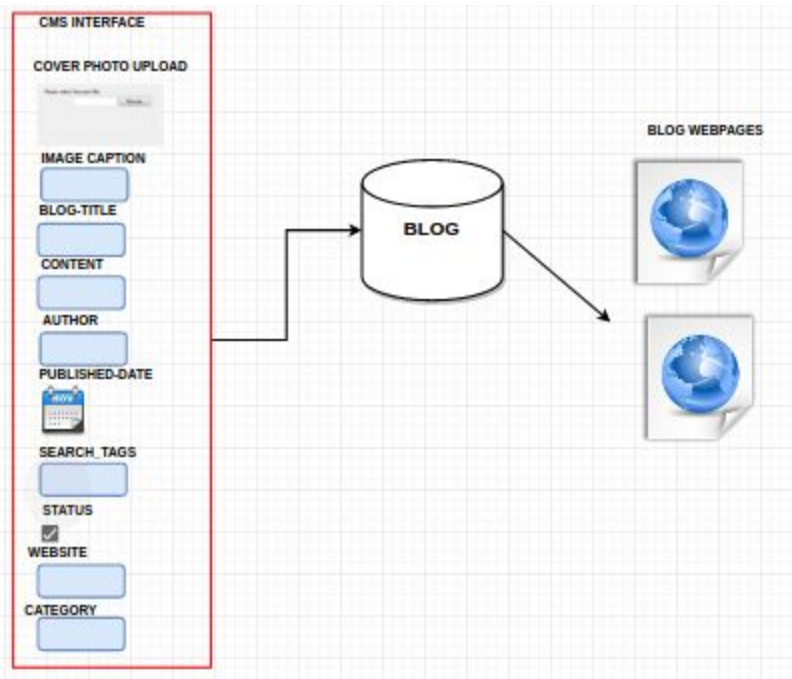 CMS INTERFACE
COVER PHOTO UPLOAD
IMAGE CAPTION
BLOG-TITLE
CONTENT
AUTHOR
PUBLISHED-DATE
NOV
SEARCH_TAGS
STATUS
WEBSITE
CATEGORY
BLOG
BLOG WEBPAGES